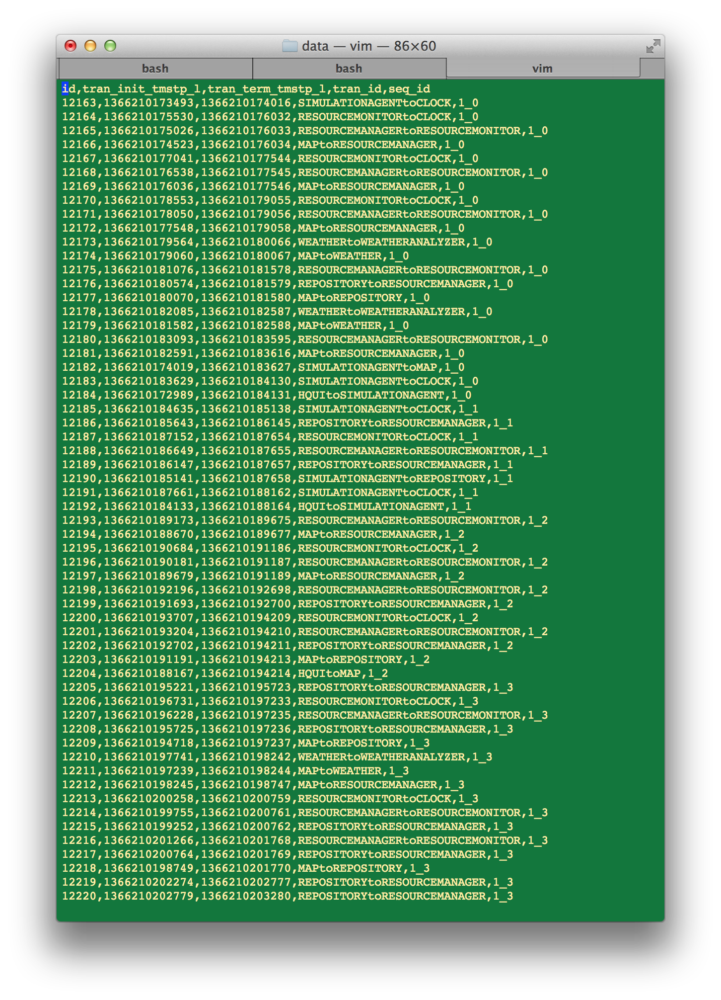 data — vim — 86×60
bash bash vim
id,tran_init_tmstp_l,tran_term_tmstp_l,tran_id,seq_id
12163,1366210173493,1366210174016,SIMULATIONAGENTtoCLOCK,1_0
12164,1366210175530,1366210176032,RESOURCEMONITORtoCLOCK,1_0
12165,1366210175026,1366210176033,RESOURCEMANAGERtoRESOURCEMONITOR,1_0
12166,1366210174523,1366210176034,MAPtoRESOURCEMANAGER,1_0
12167,1366210177041,1366210177544,RESOURCEMONITORtoCLOCK,1_0
12168,1366210176538,1366210177545,RESOURCEMANAGERtoRESOURCEMONITOR,1_0
12169,1366210176036,1366210177546,MAPtoRESOURCEMANAGER,1_0
12170,1366210178553,1366210179055,RESOURCEMONITORtoCLOCK,1_0
12171,1366210178050,1366210179056,RESOURCEMANAGERtoRESOURCEMONITOR,1_0
12172,1366210177548,1366210179058,MAPtoRESOURCEMANAGER,1_0
12173,1366210179564,1366210180066,WEATHERtoWEATHERANALYZER,1_0
12174,1366210179060,1366210180067,MAPtoWEATHER,1_0
12175,1366210181076,1366210181578,RESOURCEMANAGERtoRESOURCEMONITOR,1_0
12176,1366210180574,1366210181579,REPOSITORYtoRESOURCEMANAGER,1_0
12177,1366210180070,1366210181580,MAPtoREPOSITORY,1_0
12178,1366210182085,1366210182587,WEATHERtoWEATHERANALYZER,1_0
12179,1366210181582,1366210182588,MAPtoWEATHER,1_0
12180,1366210183093,1366210183595,RESOURCEMANAGERtoRESOURCEMONITOR,1_0
12181,1366210182591,1366210183616,MAPtoRESOURCEMANAGER,1_0
12182,1366210174019,1366210183627,SIMULATIONAGENTtoMAP,1_0
12183,1366210183629,1366210184130,SIMULATIONAGENTtoCLOCK,1_0
12184,1366210172989,1366210184131,HQUItoSIMULATIONAGENT,1_0
12185,1366210184635,1366210185138,SIMULATIONAGENTtoCLOCK,1_1
12186,1366210185643,1366210186145,REPOSITORYtoRESOURCEMANAGER,1_1
12187,1366210187152,1366210187654,RESOURCEMONITORtoCLOCK,1_1
12188,1366210186649,1366210187655,RESOURCEMANAGERtoRESOURCEMONITOR,1_1
12189,1366210186147,1366210187657,REPOSITORYtoRESOURCEMANAGER,1_1
12190,1366210185141,1366210187658,SIMULATIONAGENTtoREPOSITORY,1_1
12191,1366210187661,1366210188162,SIMULATIONAGENTtoCLOCK,1_1
12192,1366210184133,1366210188164,HQUItoSIMULATIONAGENT,1_1
12193,1366210189173,1366210189675,RESOURCEMANAGERtoRESOURCEMONITOR,1_2
12194,1366210188670,1366210189677,MAPtoRESOURCEMANAGER,1_2
12195,1366210190684,1366210191186,RESOURCEMONITORtoCLOCK,1_2
12196,1366210190181,1366210191187,RESOURCEMANAGERtoRESOURCEMONITOR,1_2
12197,1366210189679,1366210191189,MAPtoRESOURCEMANAGER,1_2
12198,1366210192196,1366210192698,RESOURCEMANAGERtoRESOURCEMONITOR,1_2
12199,1366210191693,1366210192700,REPOSITORYtoRESOURCEMANAGER,1_2
12200,1366210193707,1366210194209,RESOURCEMONITORtoCLOCK,1_2
12201,1366210193204,1366210194210,RESOURCEMANAGERtoRESOURCEMONITOR,1_2
12202,1366210192702,1366210194211,REPOSITORYtoRESOURCEMANAGER,1_2
12203,1366210191191,1366210194213,MAPtoREPOSITORY,1_2
12204,1366210188167,1366210194214,HQUItoMAP,1_2
12205,1366210195221,1366210195723,REPOSITORYtoRESOURCEMANAGER,1_3
12206,1366210196731,1366210197233,RESOURCEMONITORtoCLOCK,1_3
12207,1366210196228,1366210197235,RESOURCEMANAGERtoRESOURCEMONITOR,1_3
12208,1366210195725,1366210197236,REPOSITORYtoRESOURCEMANAGER,1_3
12209,1366210194718,1366210197237,MAPtoREPOSITORY,1_3
12210,1366210197741,1366210198242,WEATHERtoWEATHERANALYZER,1_3
12211,1366210197239,1366210198244,MAPtoWEATHER,1_3
12212,1366210198245,1366210198747,MAPtoRESOURCEMANAGER,1_3
12213,1366210200258,1366210200759,RESOURCEMONITORtoCLOCK,1_3
12214,1366210199755,1366210200761,RESOURCEMANAGERtoRESOURCEMONITOR,1_3
12215,1366210199252,1366210200762,REPOSITORYtoRESOURCEMANAGER,1_3
12216,1366210201266,1366210201768,RESOURCEMANAGERtoRESOURCEMONITOR,1_3
12217,1366210200764,1366210201769,REPOSITORYtoRESOURCEMANAGER,1_3
12218,1366210198749,1366210201770,MAPtoREPOSITORY,1_3
12219,1366210202274,1366210202777,REPOSITORYtoRESOURCEMANAGER,1_3
12220,1366210202779,1366210203280,REPOSITORYtoRESOURCEMANAGER,1_3